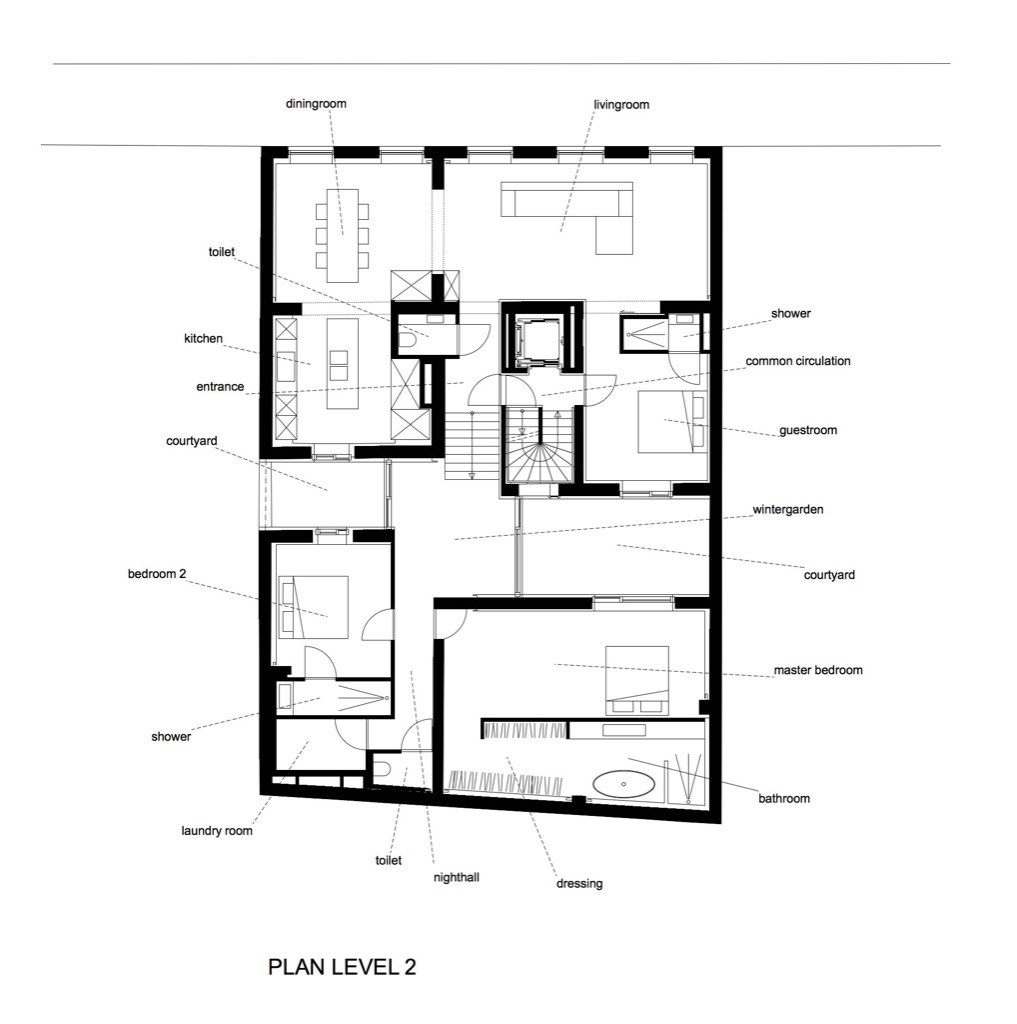 diningroom
livingroom
toilet
shower
kitchen
common circulation
entrance
guestroom
courtyard
wintergarden
bedroom 2
courtyard
master bedroom
shower
bathroom
laundry room
toilet
nighthall
dressing
PLAN LEVEL 2